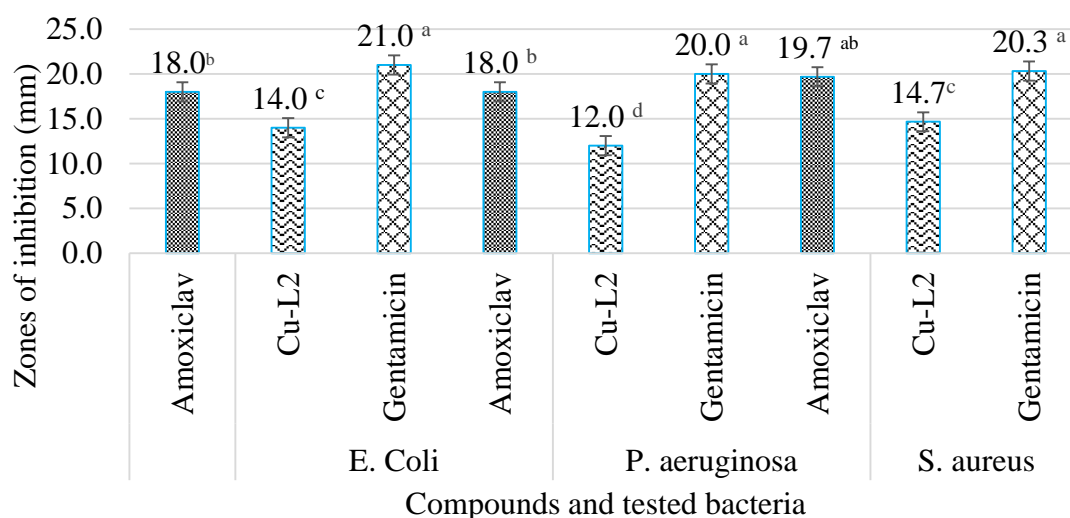 25.0
20.0
15.0
10.0
5.0
0.0
Zones of inhibition (mm)
18.0ᵇ
14.0 ᶜ
21.0 ᵃ
18.0 ᵇ
12.0 ᵈ
20.0 ᵃ
19.7 ᵃᵇ
14.7ᶜ
20.3 ᵃ
Amoxiclav
Cu-L2
Gentamicin
Amoxiclav
Cu-L2
Gentamicin
Amoxiclav
Cu-L2
Gentamicin
E. Coli
P. aeruginosa
S. aureus
Compounds and tested bacteria